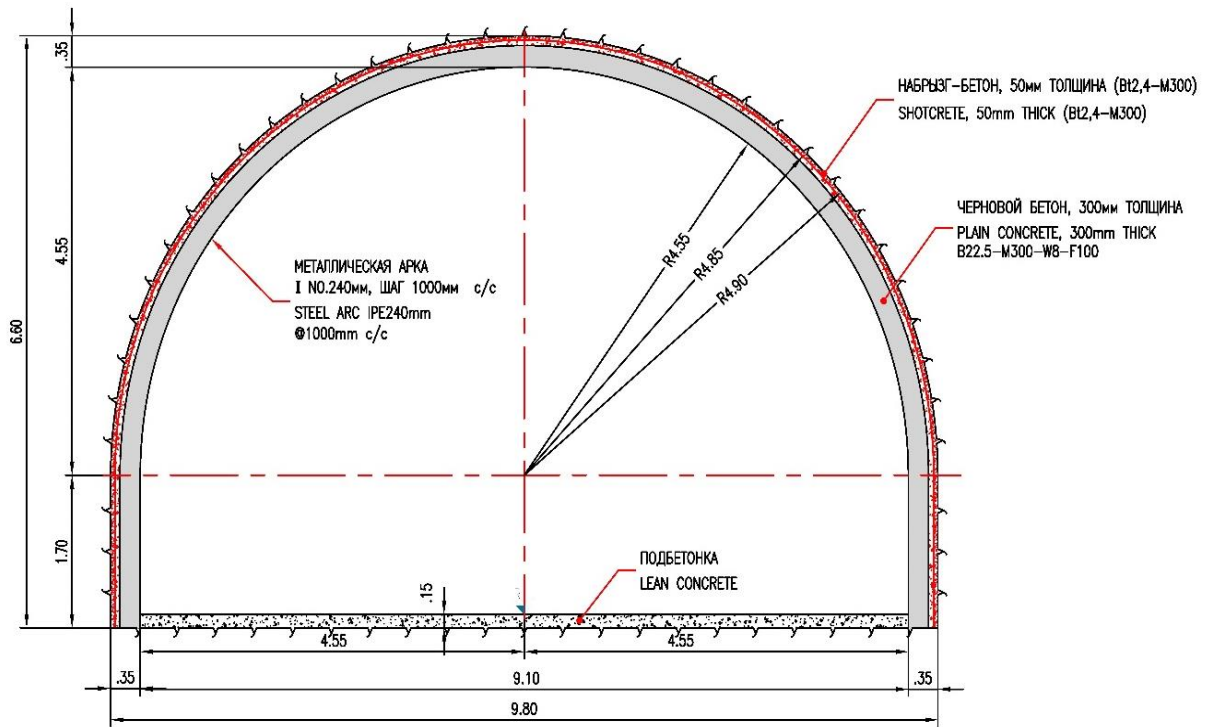 .35
НАБРЫЗГ-БЕТОН, 50мм ТОЛЩИНА (Bt2,4-М300)
SHOTCRETE, 50mm THICK (Bt2,4-M300)
ЧЕРНОВОЙ БЕТОН, 300мм ТОЛЩИНА
PLAIN CONCRETE, 300mm THICK
B22.5-M300-W8-F100
4.55
6.60
R4.55
R4.85
R4.90
МЕТАЛЛИЧЕСКАЯ АРКА
I NO.240мм, ШАГ 1000мм c/c
STEEL ARC IPE240mm
@1000mm c/c
1.70
ПОДБЕТОНКА
LEAN CONCRETE
.15
4.55
4.55
.35
9.10
.35
9.80